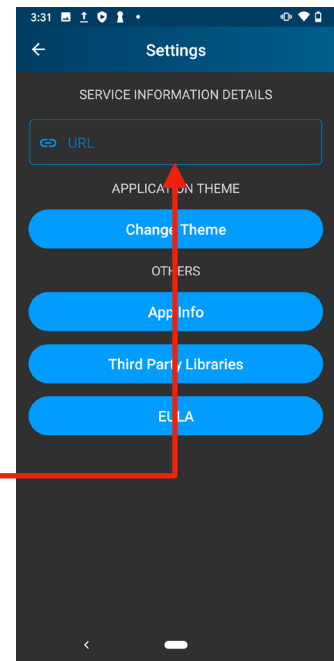 3:31
Settings
SERVICE INFORMATION DETAILS
URL
APPLICATION THEME
Change Theme
OTHERS
App Info
Third Party Libraries
EULA